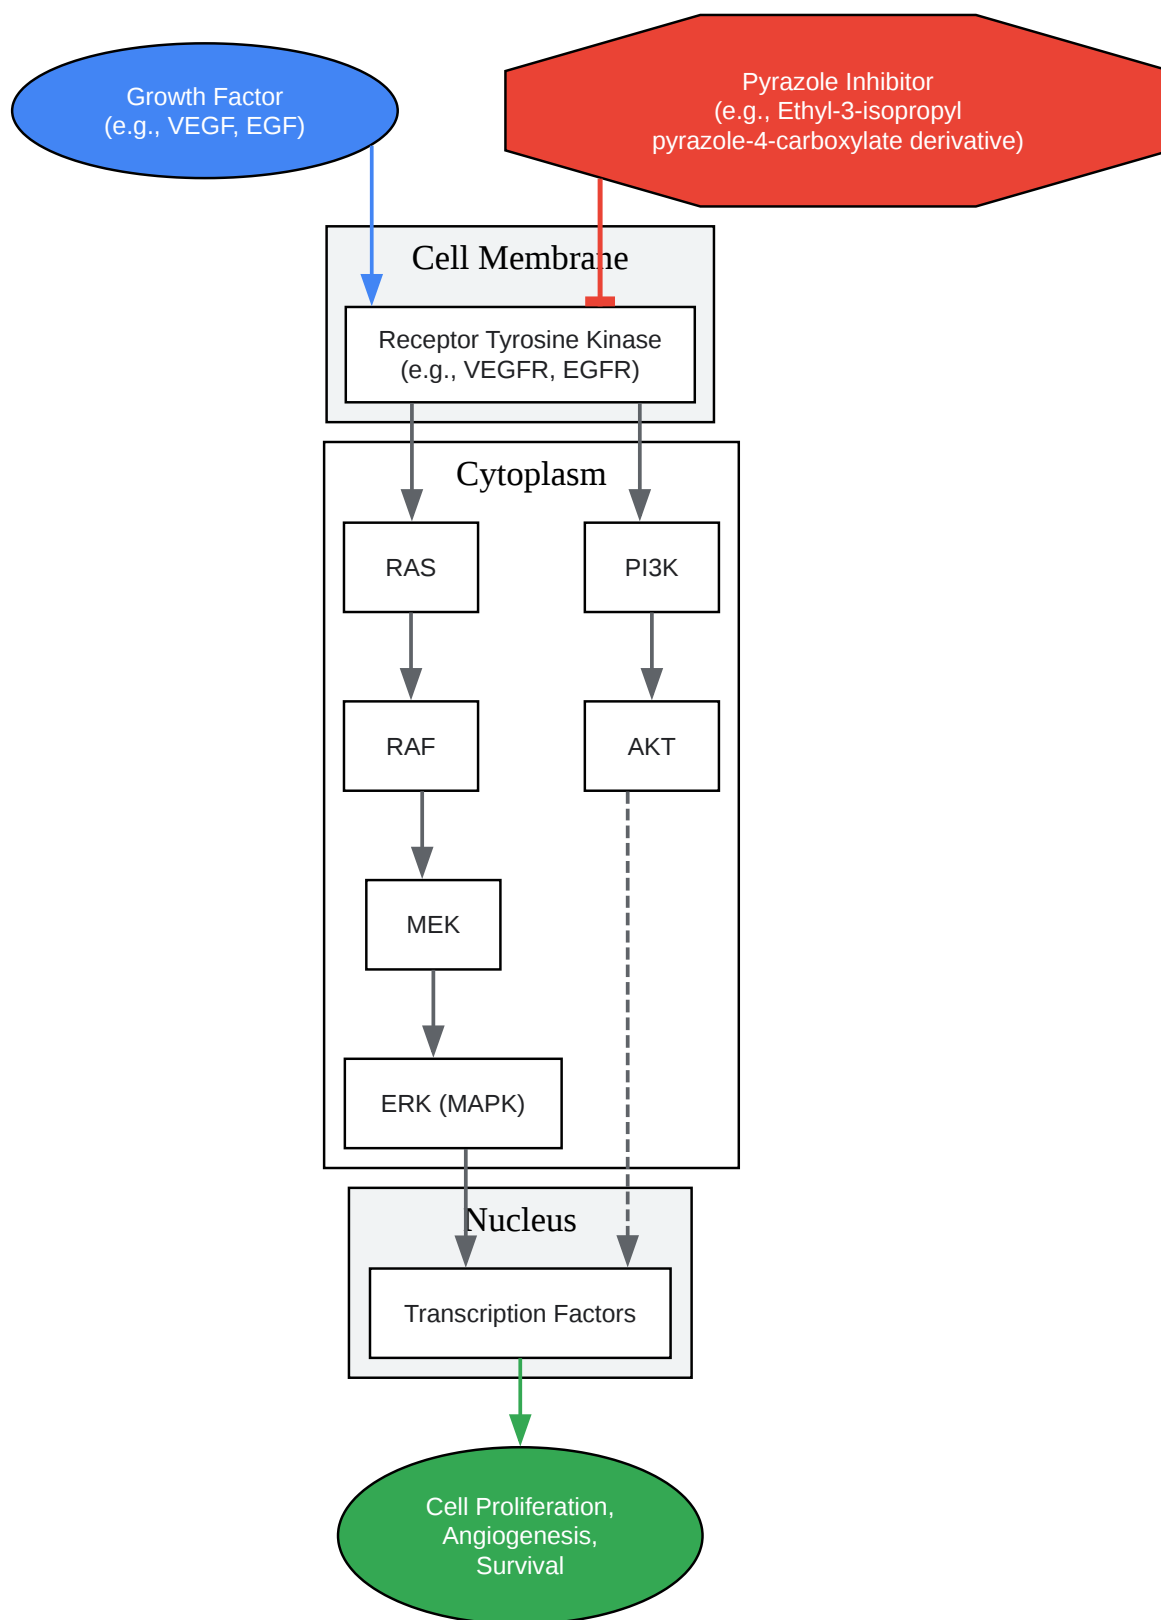 Growth Factor
(e.g., VEGF, EGF)
Pyrazole Inhibitor
(e.g., Ethyl-3-isopropyl
pyrazole-4-carboxylate derivative)
Cell Membrane
Receptor Tyrosine Kinase
(e.g., VEGFR, EGFR)
Cytoplasm
RAS
PI3K
RAF
AKT
MEK
ERK (MAPK)
Nucleus
Transcription Factors
Cell Proliferation,
Angiogenesis,
Survival